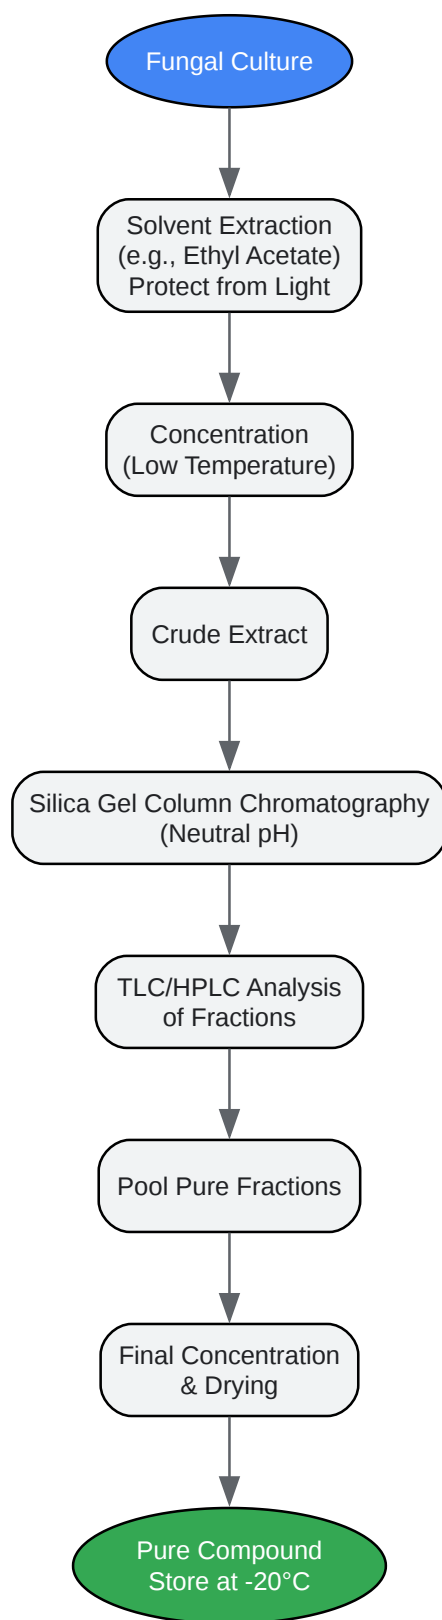 Fungal Culture
Solvent Extraction
(e.g., Ethyl Acetate)
Protect from Light
Concentration
(Low Temperature)
Crude Extract
Silica Gel Column Chromatography
(Neutral pH)
TLC/HPLC Analysis
of Fractions
Pool Pure Fractions
Final Concentration
& Drying
Pure Compound
Store at -20°C